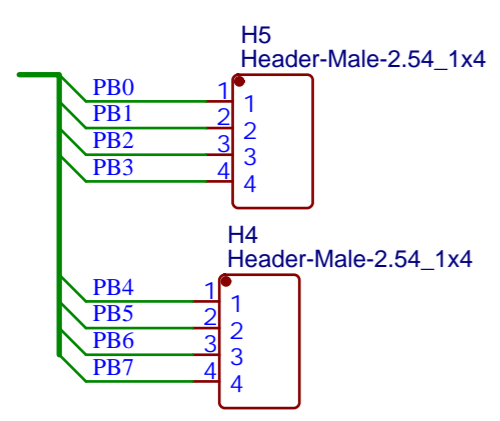 H5
Header-Male-2.54_1x4
PB0 1 1
PB1 2 2
PB2 3 3
PB3 4 4
H4
Header-Male-2.54_1x4
PB4 1 1
PB5 2 2
PB6 3 3
PB7 4 4